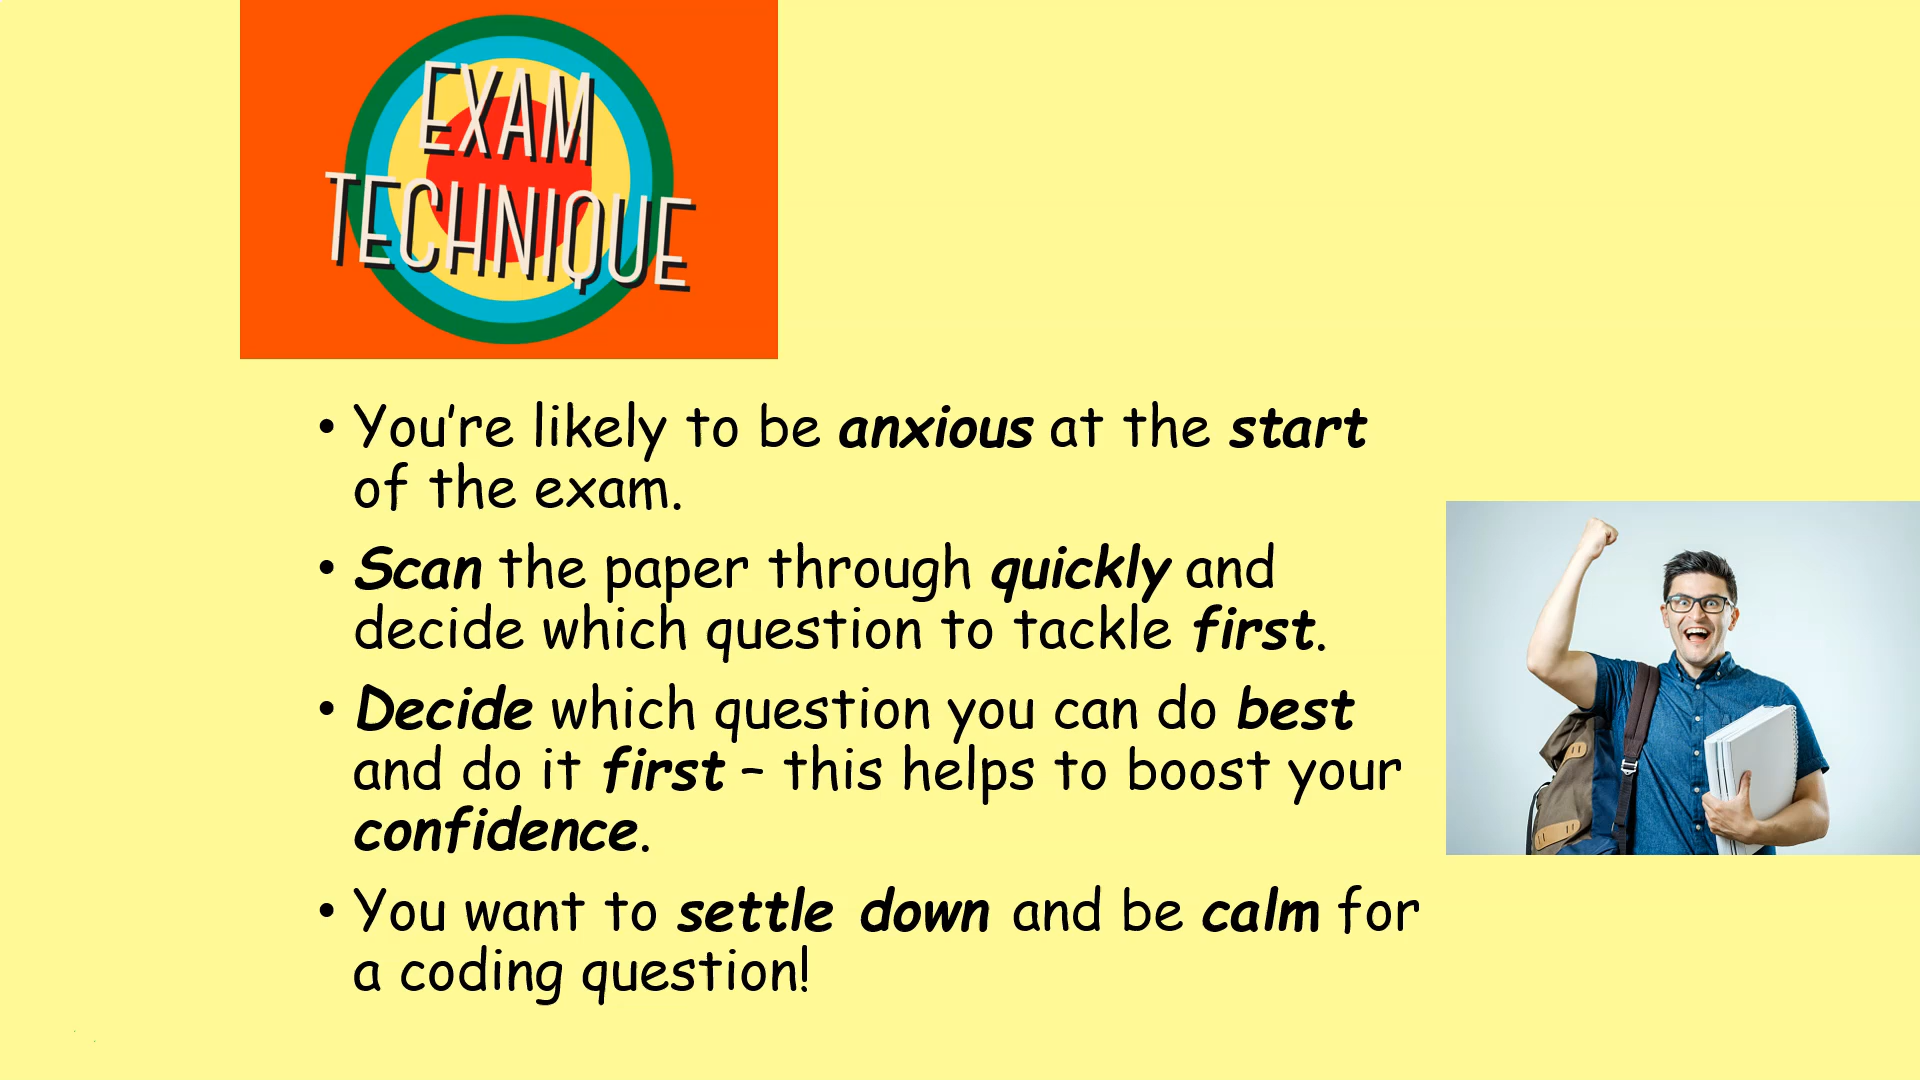 EXAM
TECHNIQUE
• You’re likely to be anxious at the start
of the exam.
• Scan the paper through quickly and
decide which question to tackle first.
• Decide which question you can do best
and do it first – this helps to boost your
confidence.
• You want to settle down and be calm for
a coding question!